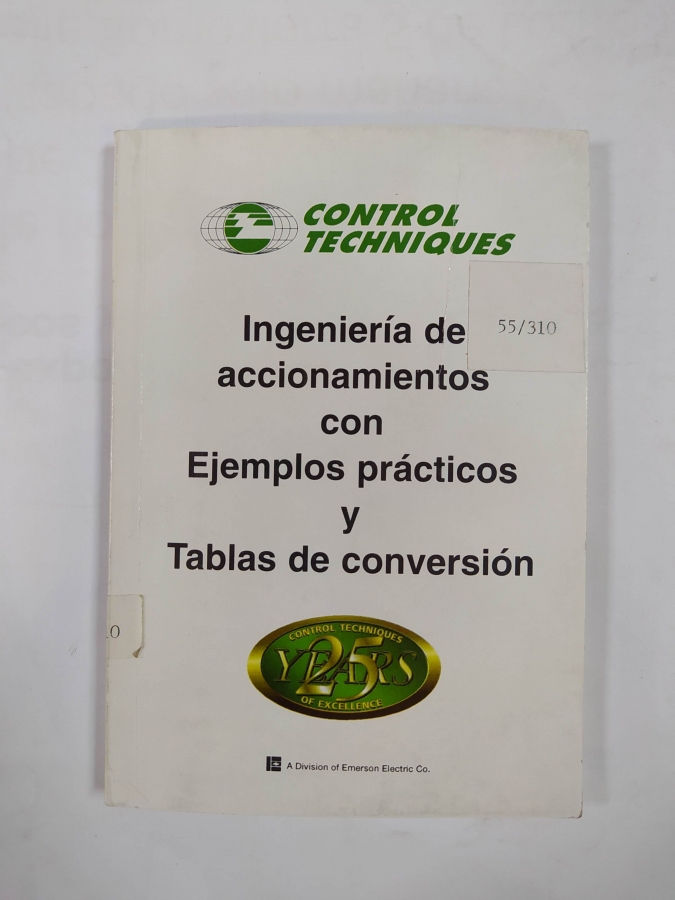 CONTROL
TECHNIQUES
55/310
Ingeniería de
accionamientos
con
Ejemplos prácticos
y
Tablas de conversión
CONTROL TECHNIQUES
25
YEARS
OF EXCELLENCE
A Division of Emerson Electric Co.